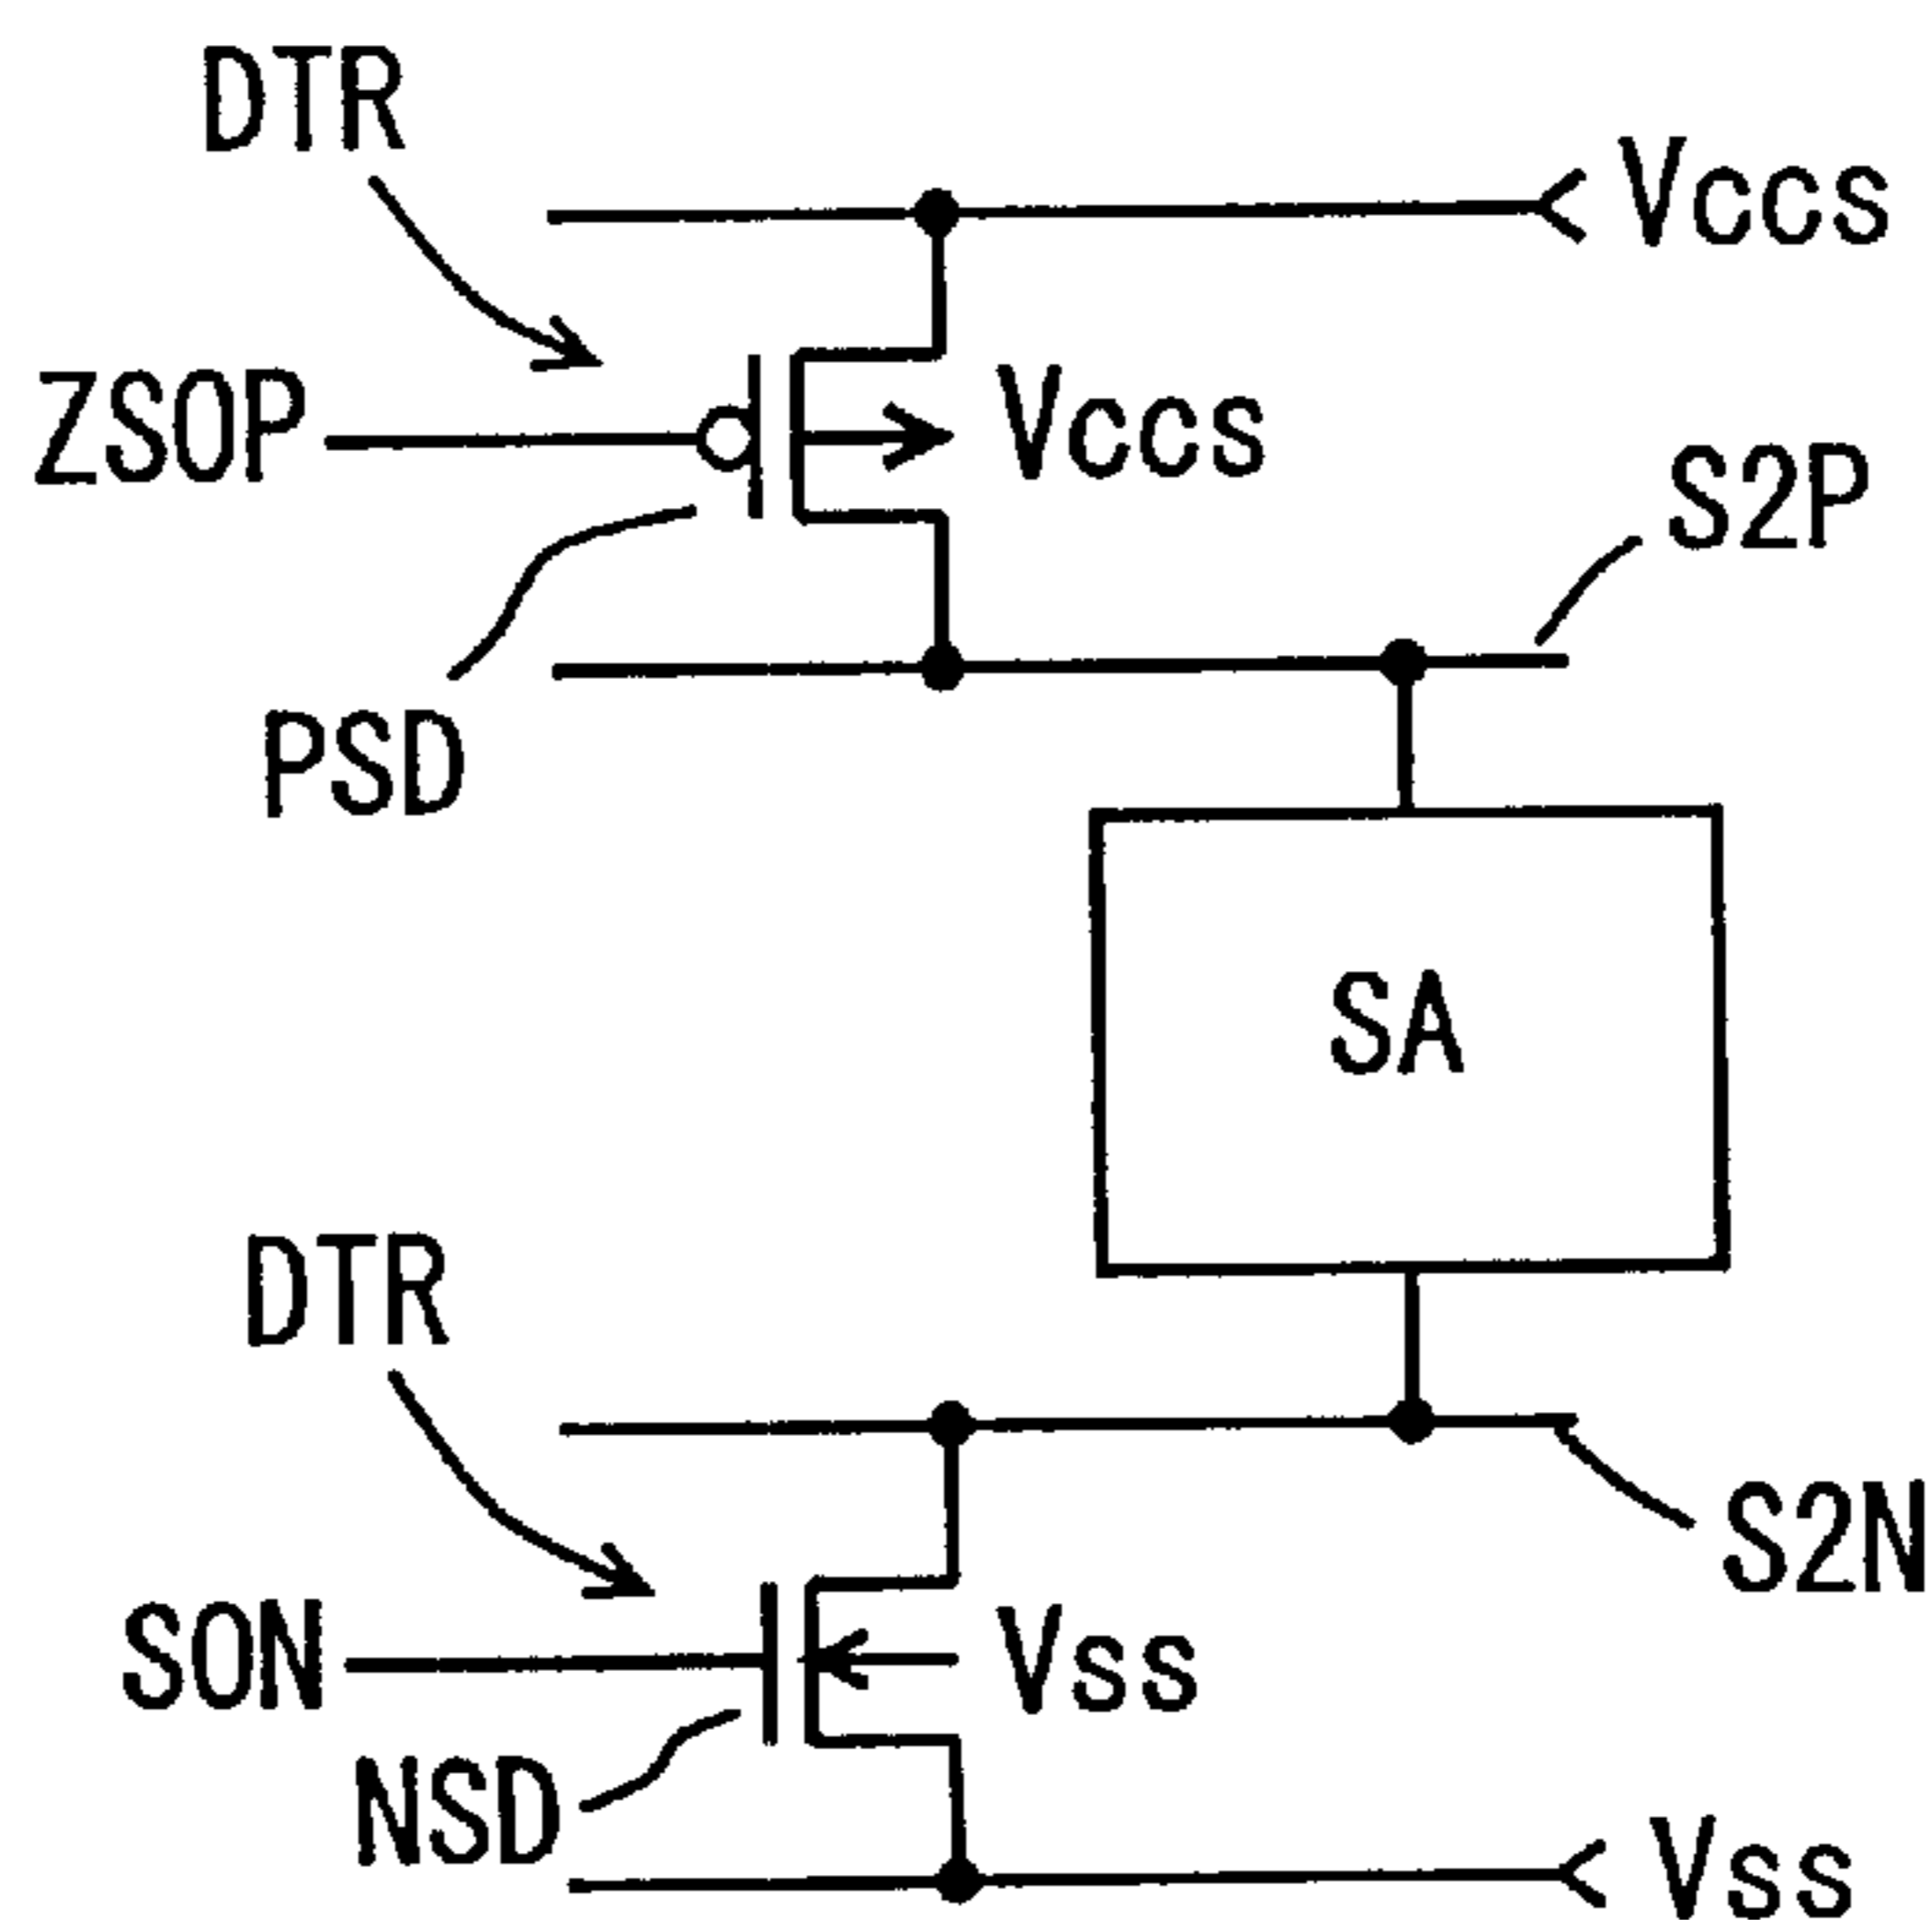 DTR
Vccs
ZSOP
Vccs
S2P
PSD
SA
DTR
S2N
SON
Vss
NSD
Vss